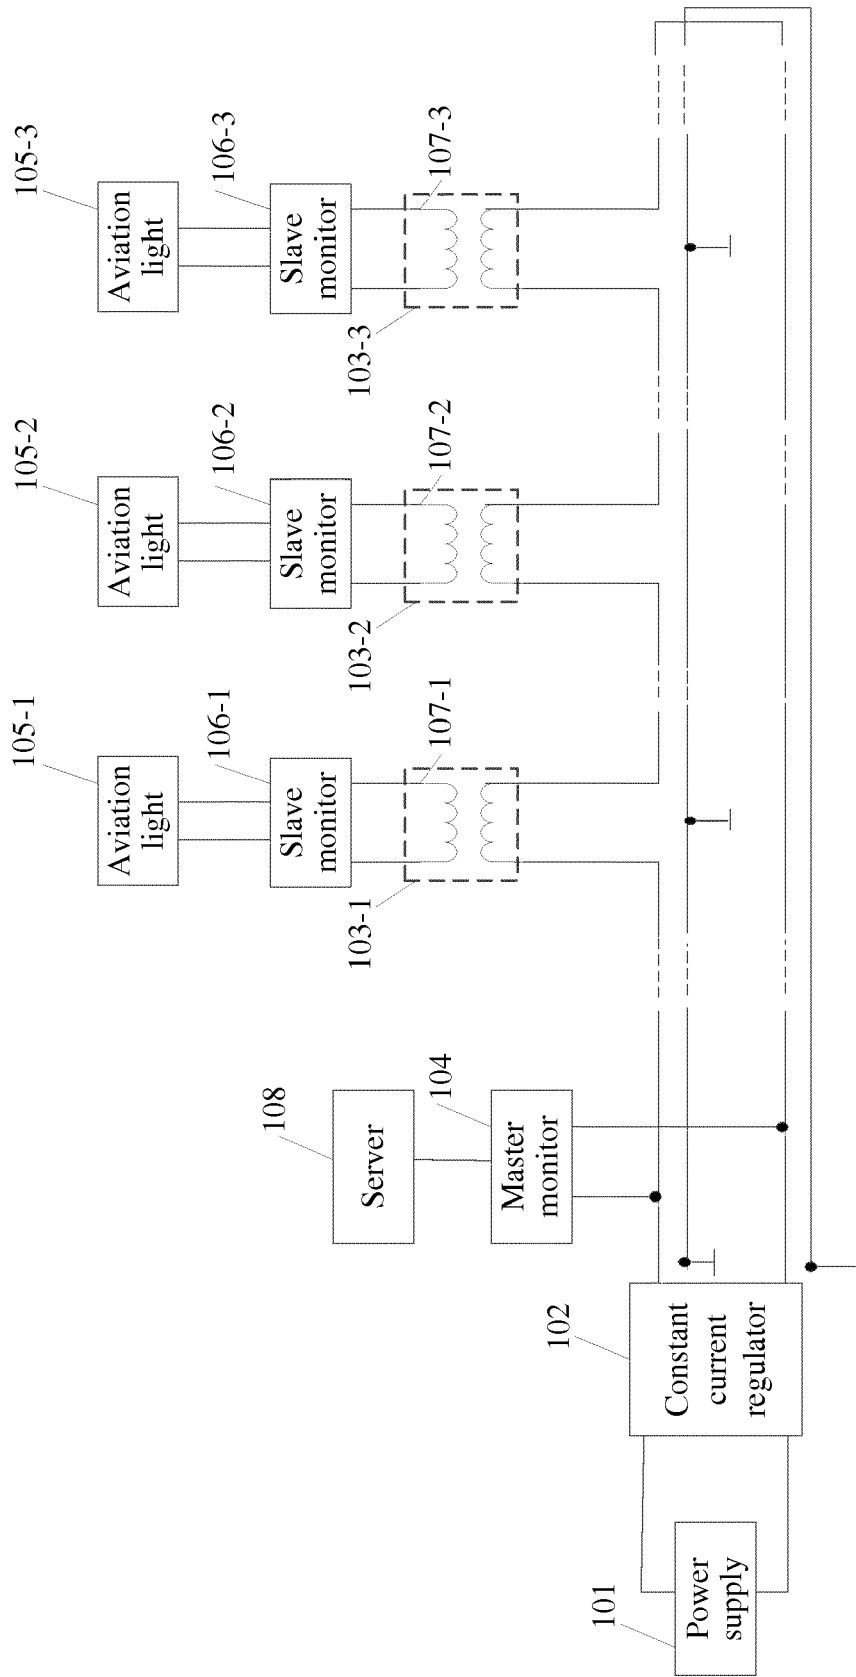 105-1
105-2
105-3
Aviation
light
Aviation
light
Aviation
light
106-1
106-2
106-3
108
Server
Slave
monitor
Slave
monitor
Slave
monitor
103-1
107-1
103-2
107-2
103-3
107-3
104
Master
monitor
102
Constant
current
regulator
101
Power
supply